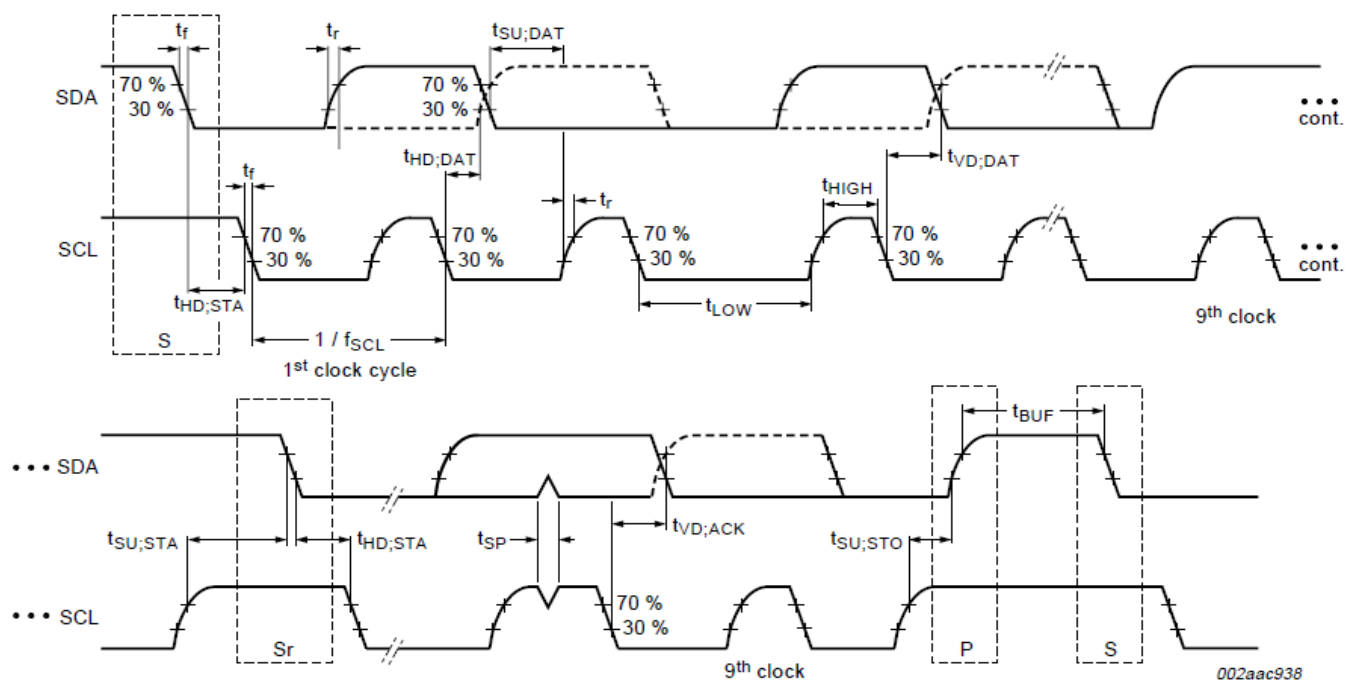 tf tr tSU;DAT
SDA 70 % 30 % 70 % 30 % cont.
tHD;DAT tVD;DAT
tf tr tHIGH
SCL 70 % 30 % 70 % 30 % 70 % 30 % 70 % 30 % cont.
tHD;STA tLOW
S 1 / fSCL 9th clock
1st clock cycle
tBUF
••• SDA
tSU;STA tHD;STA tSP tVD;ACK tSU;STO
••• SCL 70 % 30 %
Sr 9th clock P S
002aac938